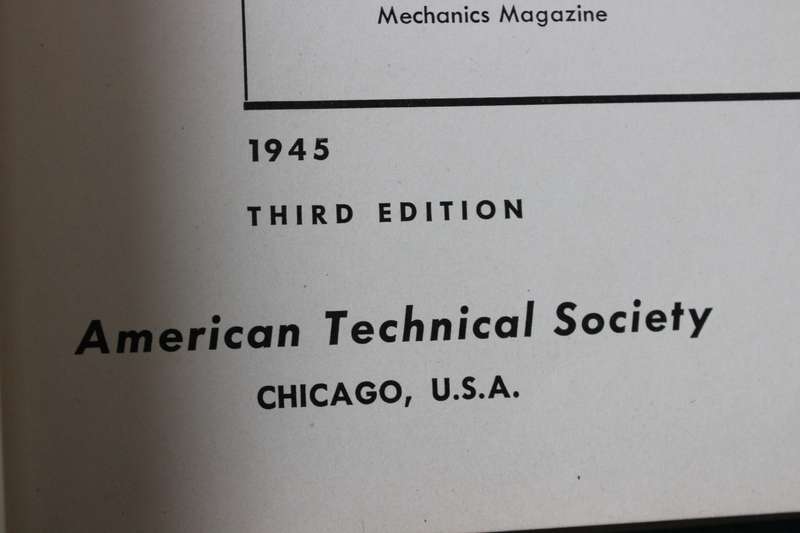 Mechanics Magazine
1945
THIRD EDITION
American Technical Society
CHICAGO, U.S.A.